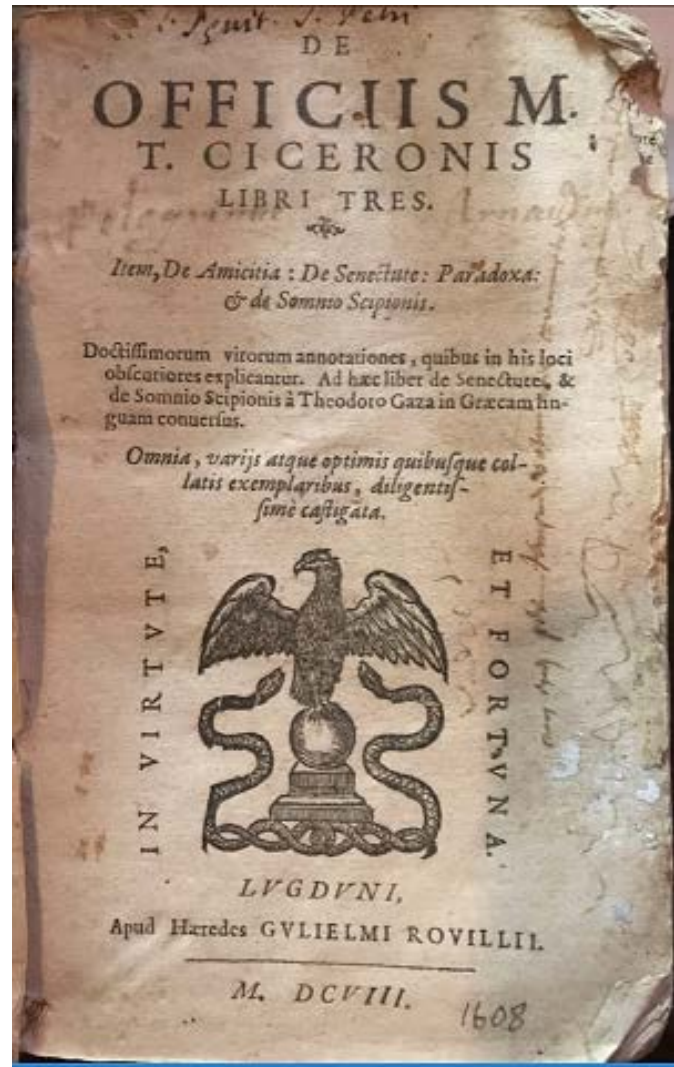 DE
OFFICIIS M.
T. CICERONIS
LIBRI TRES.
Item, De Amicitia: De Senectute: Paradoxa:
& de Somnio Scipionis.
Doctiſſimorum virorum annotationes, quibus in his loci
obſcuriores explicantur. Ad hæc liber de Senectute, &
de Somnio Scipionis à Theodoro Gaza in Græcam lin-
guam conuerſus.
Omnia, varijs atque optimis quibuſque col-
latis exemplaribus, diligentiſ-
ſimè caſtigata.
IN VIRTVTE,
ET FORTVNA.
LVGDVNI,
Apud Hæredes GVLIELMI ROVILLII.
M. DCVIII.
1608